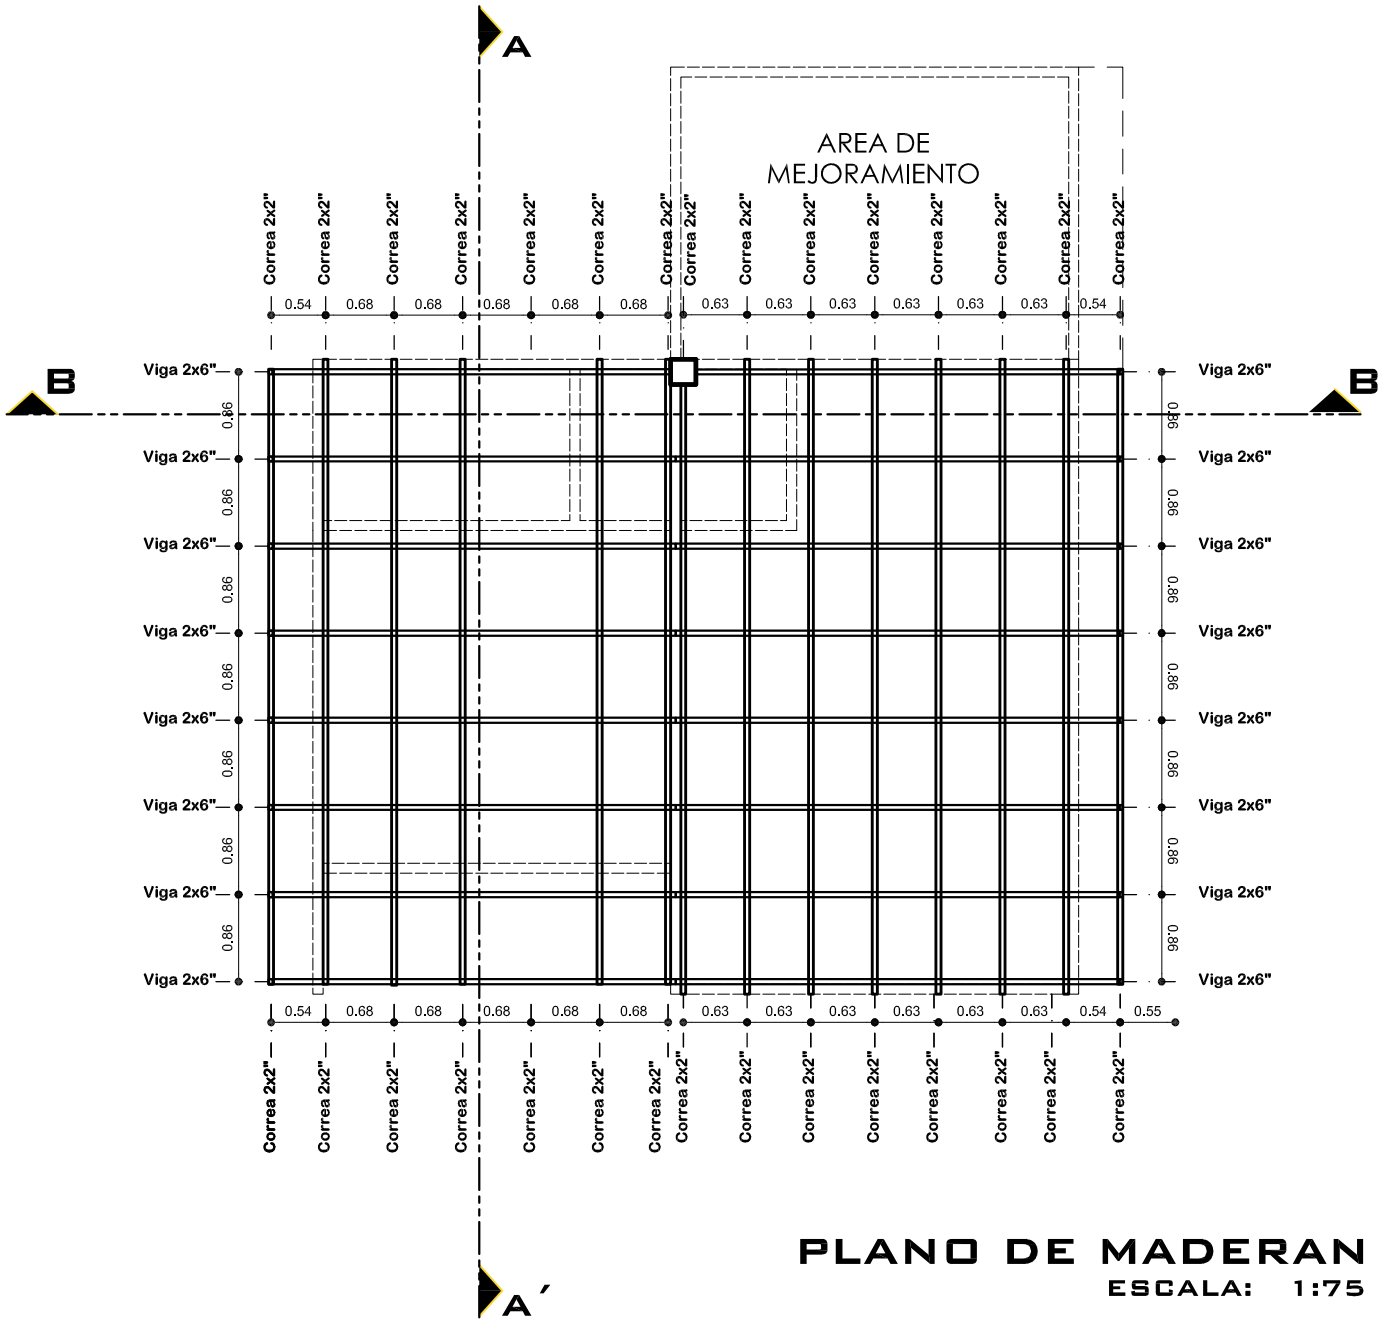 A
AREA DE
MEJORAMIENTO
Correa 2x2" Correa 2x2" Correa 2x2" Correa 2x2" Correa 2x2" Correa 2x2" Correa 2x2" Correa 2x2" Correa 2x2" Correa 2x2" Correa 2x2" Correa 2x2" Correa 2x2" Correa 2x2" Correa 2x2"
0.54 0.68 0.68 0.68 0.68 0.68 0.63 0.63 0.63 0.63 0.63 0.63 0.54
Viga 2x6" Viga 2x6"
B B
0.86 0.86
Viga 2x6" Viga 2x6"
0.86 0.86
Viga 2x6" Viga 2x6"
0.86 0.86
Viga 2x6" Viga 2x6"
0.86 0.86
Viga 2x6" Viga 2x6"
0.86 0.86
Viga 2x6" Viga 2x6"
0.86 0.86
Viga 2x6" Viga 2x6"
0.86 0.86
Viga 2x6" Viga 2x6"
0.54 0.68 0.68 0.68 0.68 0.68 0.63 0.63 0.63 0.63 0.63 0.63 0.54 0.55
Correa 2x2" Correa 2x2" Correa 2x2" Correa 2x2" Correa 2x2" Correa 2x2" Correa 2x2" Correa 2x2" Correa 2x2" Correa 2x2" Correa 2x2" Correa 2x2" Correa 2x2" Correa 2x2" Correa 2x2"
PLANO DE MADERAN
ESCALA: 1:75
A´